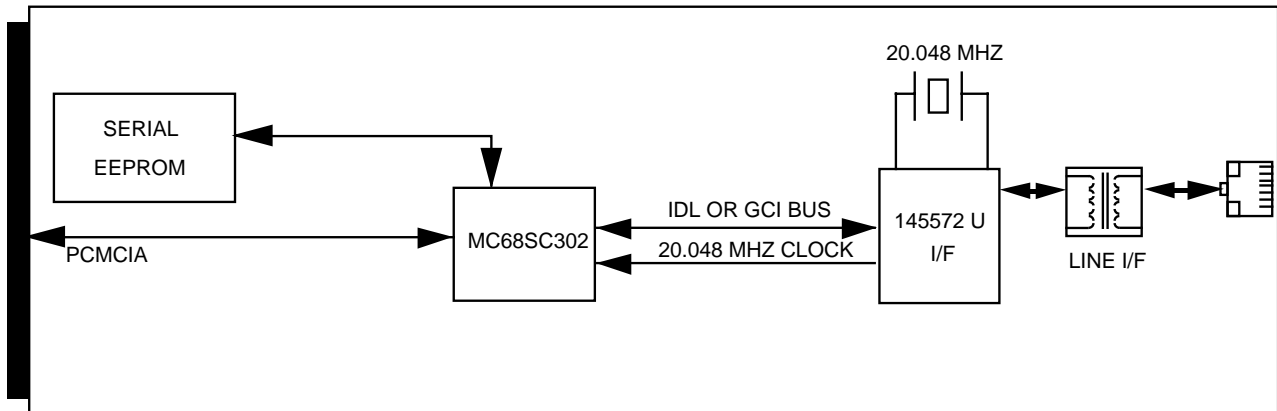 20.048 MHZ
SERIAL
EEPROM
PCMCIA
MC68SC302
IDL OR GCI BUS
20.048 MHZ CLOCK
145572 U
I/F
LINE I/F